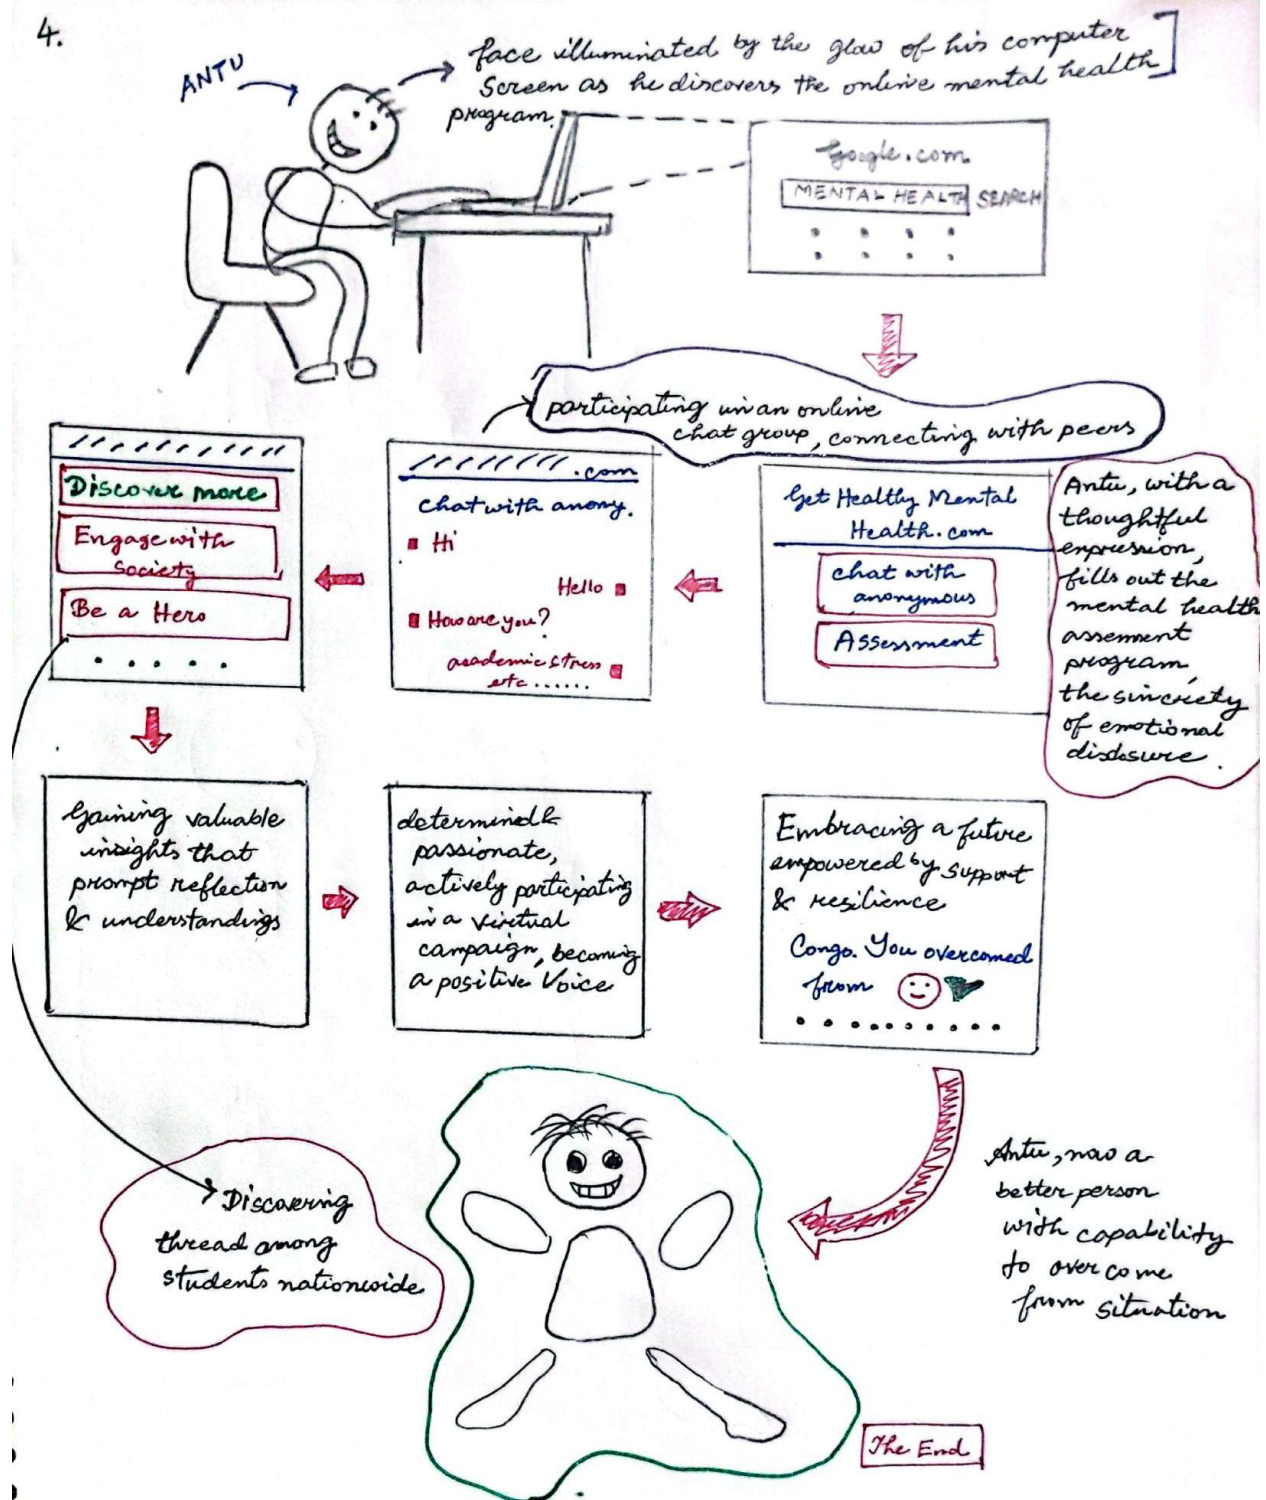 4.
ANTU
face illuminated by the glow of his computer
Screen as he discovers the online mental health
program.
Google.com
MENTAL HEALTH SEARCH
participating in an online
chat group, connecting with peers
Discover more
Engage with
Society
Be a Hero
.com
chat with anony.
Hi
Hello
How are you?
academic stress
etc ......
Get Healthy Mental
Health.com
chat with
anonymous
Assessment
Antu, with a
thoughtful
expression,
fills out the
mental health
assement
program,
the sinciety
of emotional
disclosure.
Gaining valuable
insights that
prompt reflection
& understandings
determined &
passionate,
actively participating
in a virtual
campaign, becoming
a positive Voice
Embracing a future
empowered by support
& resilience
Congo. You overcomed
from
Discovering
thread among
students nationwide
Antu, now a
better person
with capability
to overcome
from situation
The End